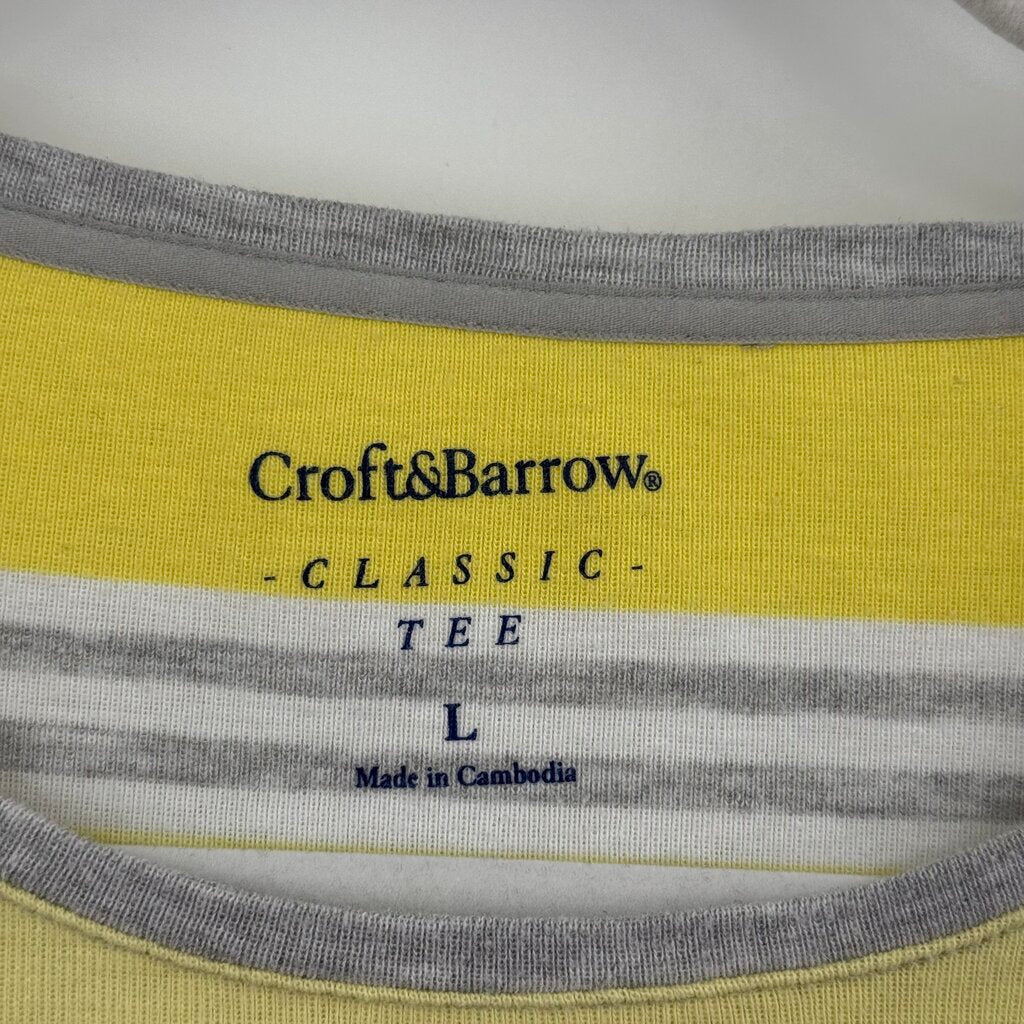 Croft&Barrow®
- CLASSIC -
TEE
L
Made in Cambodia